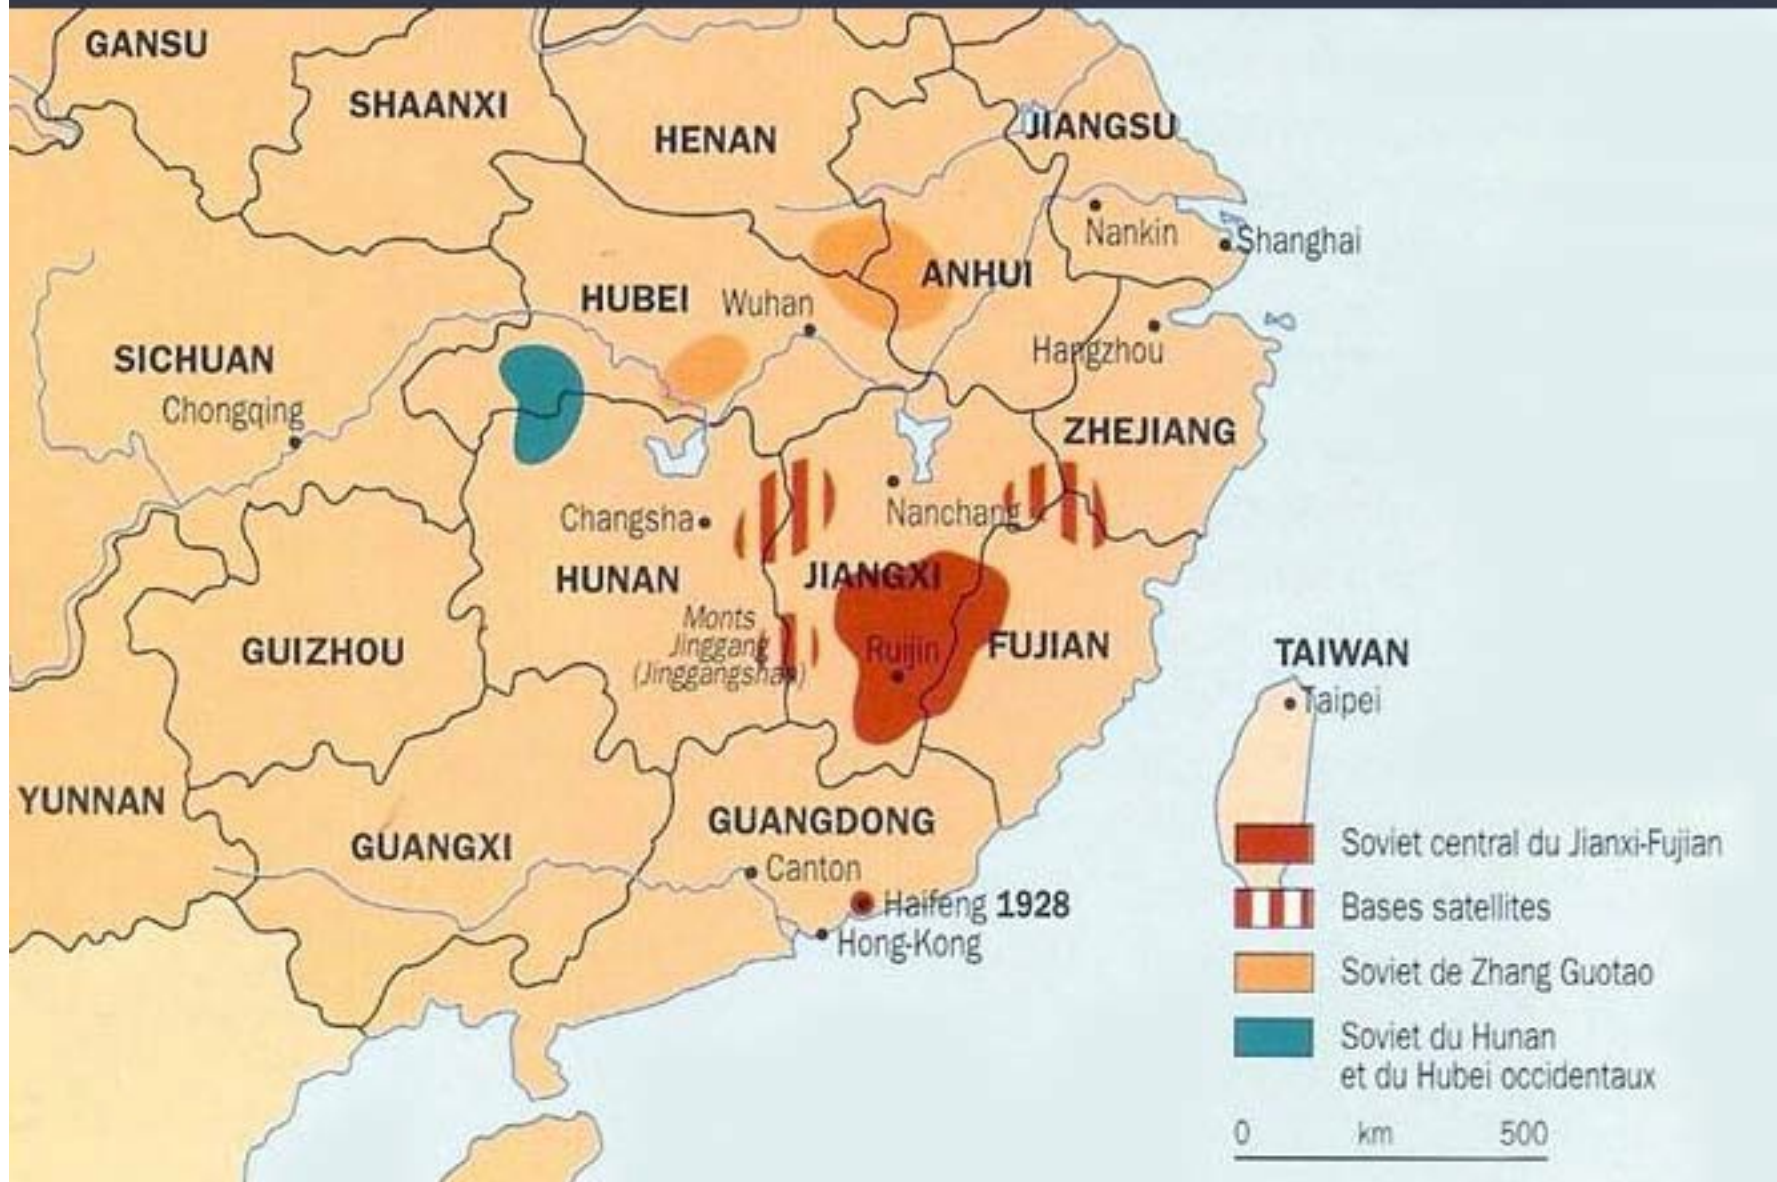 GANSU
SHAANXI
HENAN
JIANGSU
Nankin
Shanghai
ANHUI
HUBEI
Wuhan
SICHUAN
Hangzhou
Chongqing
ZHEJIANG
Changsha
Nanchang
HUNAN
JIANGXI
Monts
Jinggang
(Jinggangshan)
GUIZHOU
Ruijin
FUJIAN
TAIWAN
Taipei
YUNNAN
GUANGXI
GUANGDONG
Canton
Haifeng 1928
Hong-Kong
Soviet central du Jianxi-Fujian
Bases satellites
Soviet de Zhang Guotao
Soviet du Hunan
et du Hubei occidentaux
0 km 500